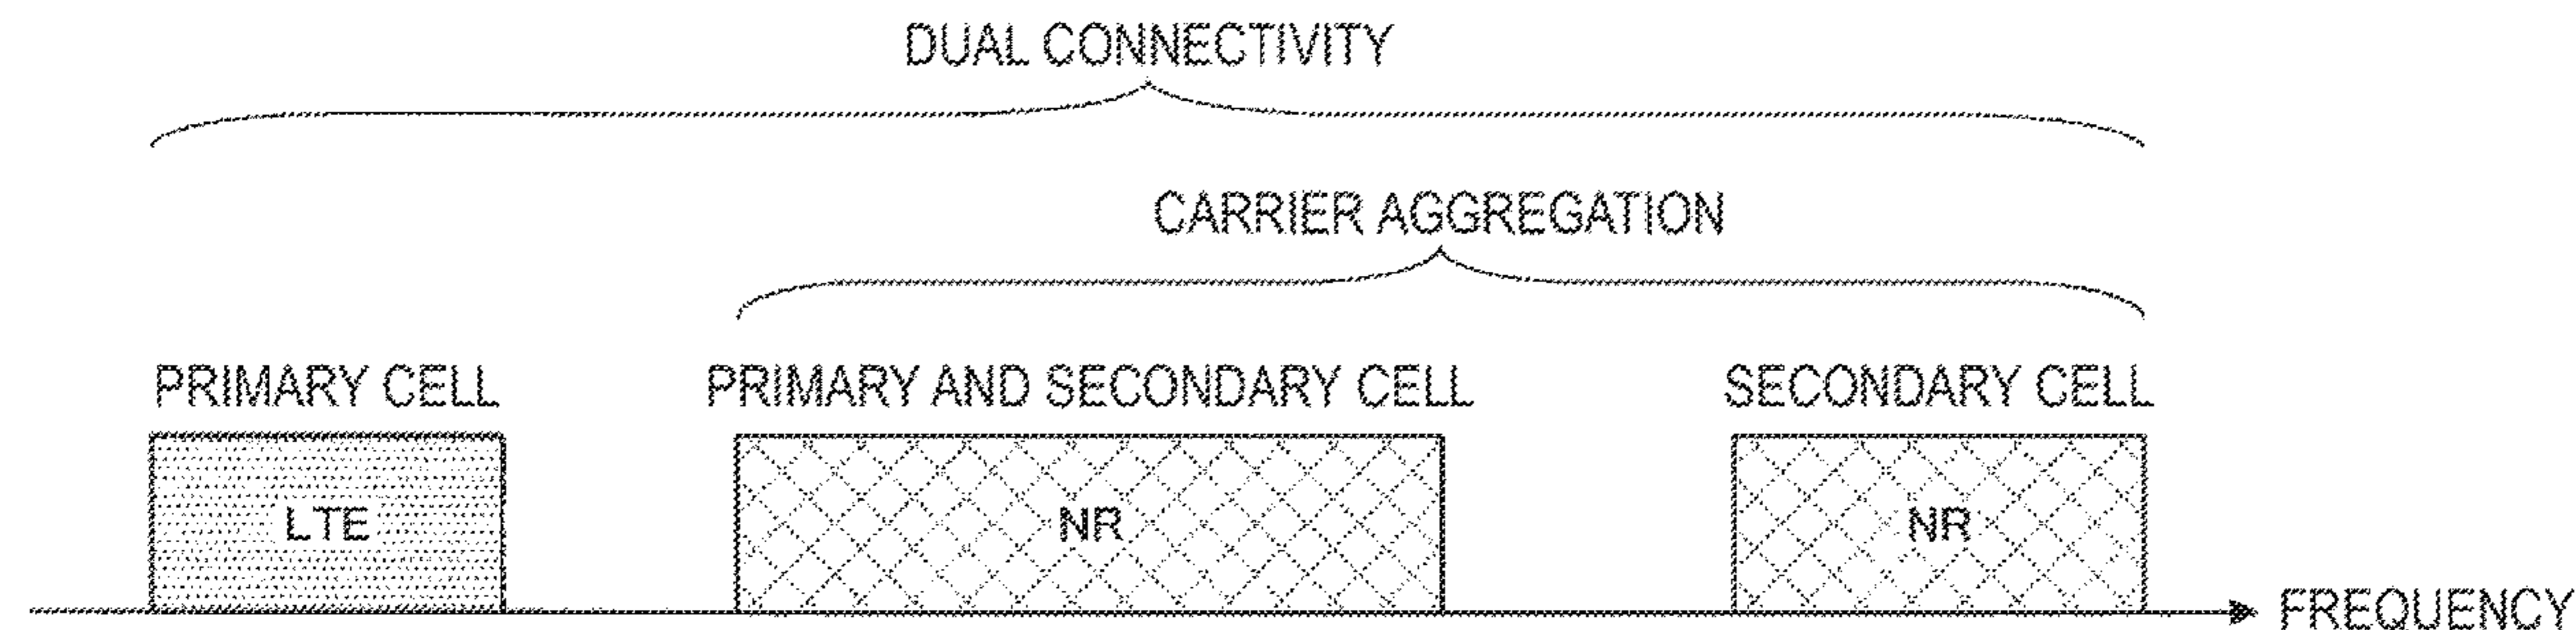 DUAL CONNECTIVITY
CARRIER AGGREGATION
PRIMARY CELL PRIMARY AND SECONDARY CELL SECONDARY CELL
LTE NR NR
FREQUENCY